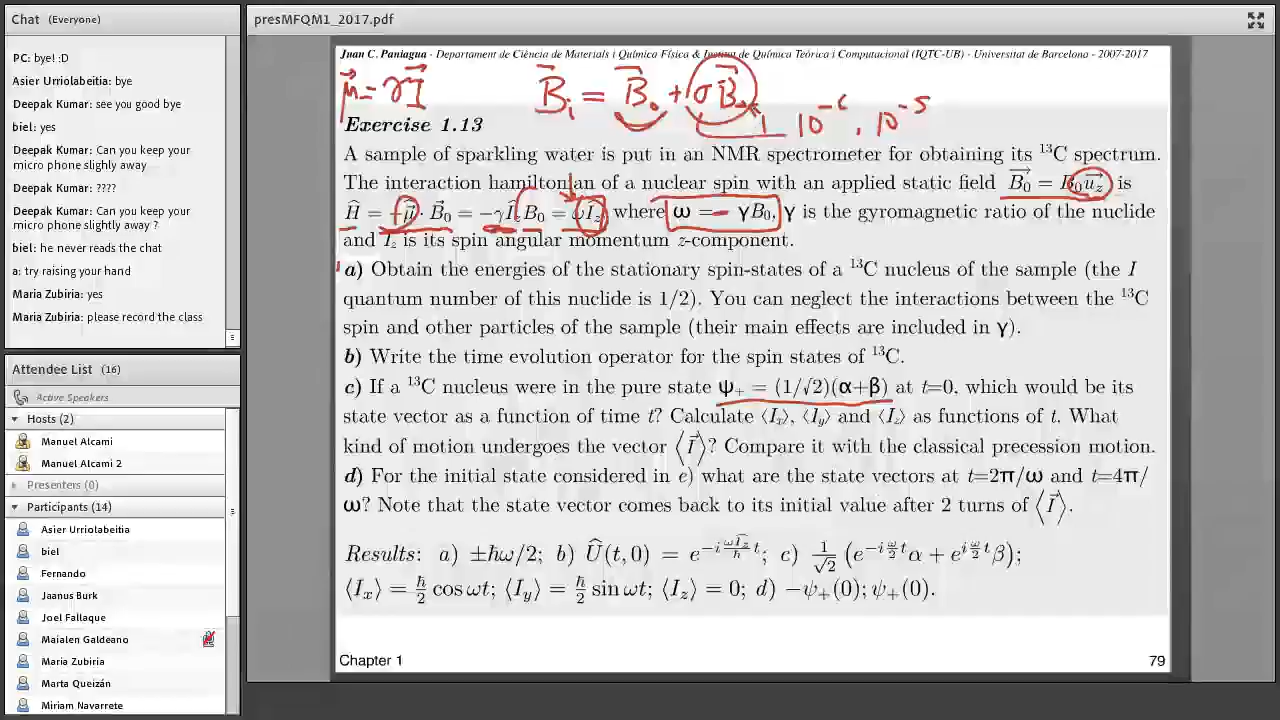 Chat (Everyone)
PC: bye! :D
Asier Urriolabeitia: bye
Deepak Kumar: see you good bye
biel: yes
Deepak Kumar: Can you keep your
micro phone slighly away
Deepak Kumar: ????
Deepak Kumar: Can you keep your
micro phone slighly away ?
biel: he never reads the chat
a: try raising your hand
Maria Zubiria: yes
Maria Zubiria: please record the class
Attendee List (16)
Active Speakers
Hosts (2)
Manuel Alcami
Manuel Alcami 2
Presenters (0)
Participants (14)
Asier Urriolabeitia
biel
Fernando
Jaanus Burk
Joel Fallaque
Maialen Galdeano
Maria Zubiria
Marta Queizán
Miriam Navarrete
presMFQM1_2017.pdf
Juan C. Paniagua - Departament de Ciència de Materials i Química Física & Institut de Química Teòrica i Computacional (IQTC-UB) - Universitat de Barcelona - 2007-2017
μ⃗ = γI⃗ B⃗ᵢ = B⃗₀ + σB⃗₀
10⁻⁶, 10⁻⁵
Exercise 1.13
A sample of sparkling water is put in an NMR spectrometer for obtaining its ¹³C spectrum.
The interaction hamiltonian of a nuclear spin with an applied static field B⃗₀ = B₀u⃗z is
Ĥ = −μ⃗ · B⃗₀ = −γÎz B₀ = ωÎz where ω = − γB₀, γ is the gyromagnetic ratio of the nuclide
and Îz is its spin angular momentum z-component.
a) Obtain the energies of the stationary spin-states of a ¹³C nucleus of the sample (the I
quantum number of this nuclide is 1/2). You can neglect the interactions between the ¹³C
spin and other particles of the sample (their main effects are included in γ).
b) Write the time evolution operator for the spin states of ¹³C.
c) If a ¹³C nucleus were in the pure state ψ₊ = (1/√2)(α+β) at t=0, which would be its
state vector as a function of time t? Calculate ⟨Ix⟩, ⟨Iy⟩ and ⟨Iz⟩ as functions of t. What
kind of motion undergoes the vector ⟨I⃗⟩? Compare it with the classical precession motion.
d) For the initial state considered in e) what are the state vectors at t=2π/ω and t=4π/
ω? Note that the state vector comes back to its initial value after 2 turns of ⟨I⃗⟩.
Results: a) ±ℏω/2; b) Û(t,0) = e^{−i(ωÎz/ℏ)t}; c) 1/√2 (e^{−i(ω/2)t}α + e^{i(ω/2)t}β);
⟨Ix⟩ = ℏ/2 cos ωt; ⟨Iy⟩ = ℏ/2 sin ωt; ⟨Iz⟩ = 0; d) −ψ₊(0); ψ₊(0).
Chapter 1
79